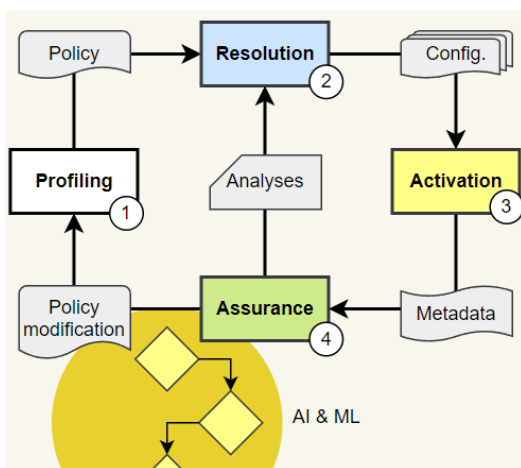 Policy
Resolution
2
Config.
Profiling
1
Analyses
Activation
3
Policy
modification
Assurance
4
Metadata
AI & ML